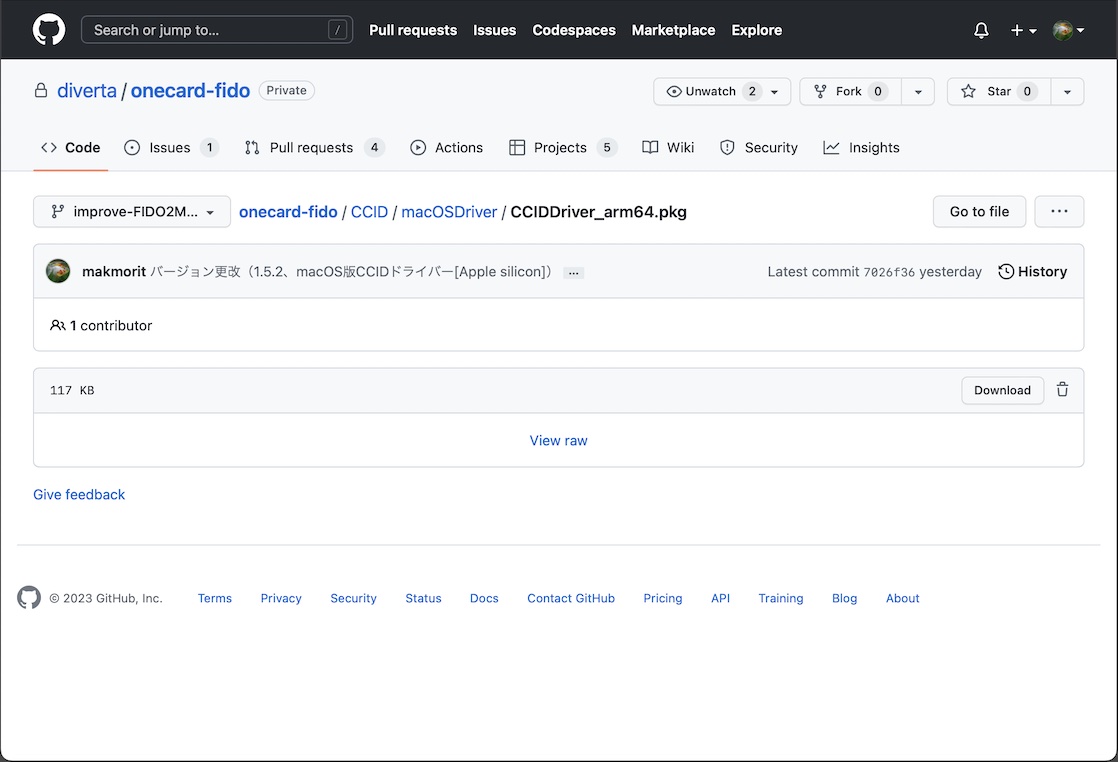 Search or jump to... / Pull requests Issues Codespaces Marketplace Explore
diverta / onecard-fido Private Unwatch 2 Fork 0 Star 0
Code Issues 1 Pull requests 4 Actions Projects 5 Wiki Security Insights
improve-FIDO2M... onecard-fido / CCID / macOSDriver / CCIDDriver_arm64.pkg Go to file ...
makmorit バージョン更改（1.5.2、macOS版CCIDドライバー[Apple silicon]） ... Latest commit 7026f36 yesterday History
1 contributor
117 KB Download
View raw
Give feedback
© 2023 GitHub, Inc. Terms Privacy Security Status Docs Contact GitHub Pricing API Training Blog About